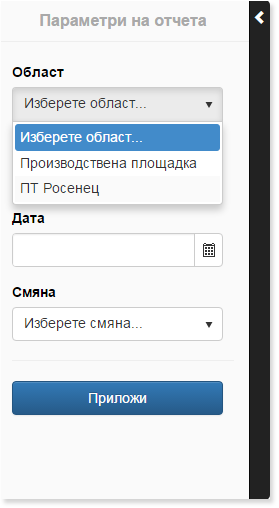 Параметри на отчета
Област
Изберете област...
Изберете област...
Производствена площадка
ПТ Росенец
Дата
Смяна
Изберете смяна...
Приложи